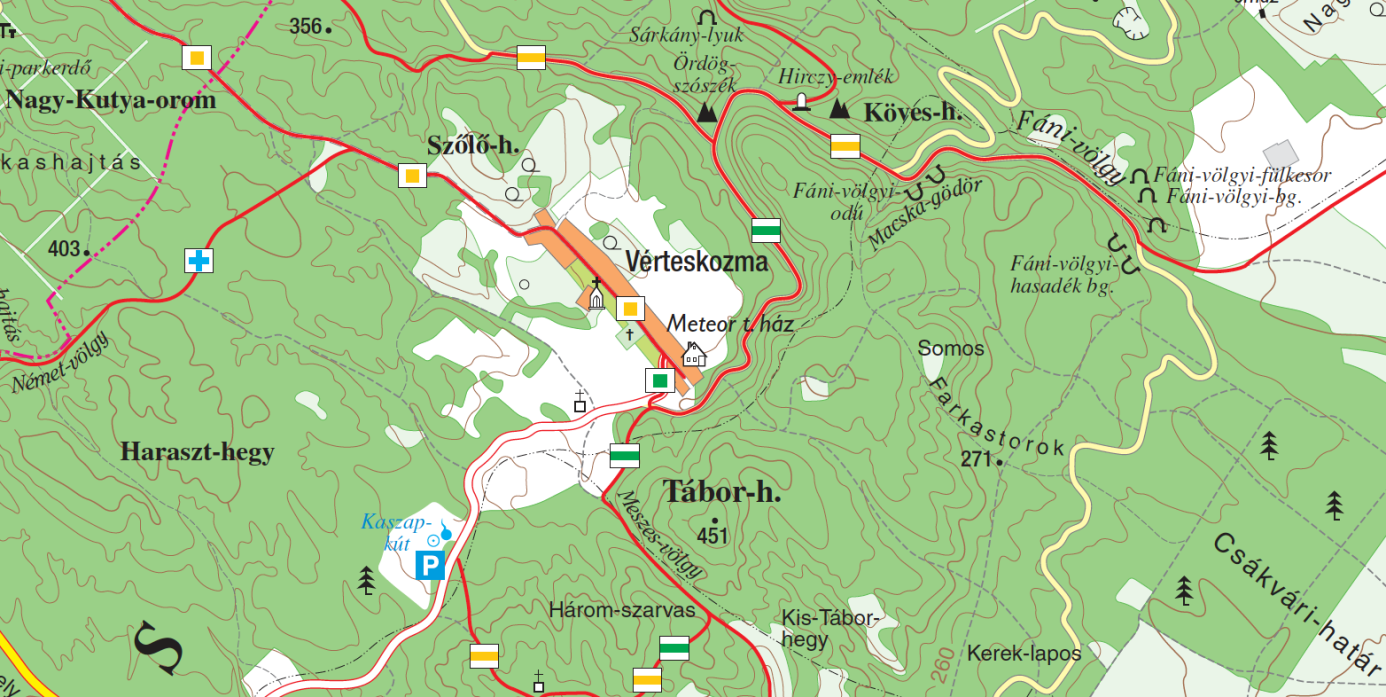 356
Sárkány-lyuk
Ördög-
szószék
Hirczy-emlék
Nagy-Kutya-orom
Köves-h.
Fáni-völgy
Szőlő-h.
kashajtás
Fáni-völgyi-fülkesor
Fáni-völgyi-bg.
Fáni-völgyi-
odú
Macska-gödör
403
Vérteskozma
Fáni-völgyi-
hasadék bg.
Meteor t. ház
Német-völgy
Somos
Farkastorok
271
Haraszt-hegy
Tábor-h.
451
Meszes-völgy
Kaszap-
kút
P
Csákvári-határ
Három-szarvas
Kis-Tábor-
hegy
Kerek-lapos
260
S